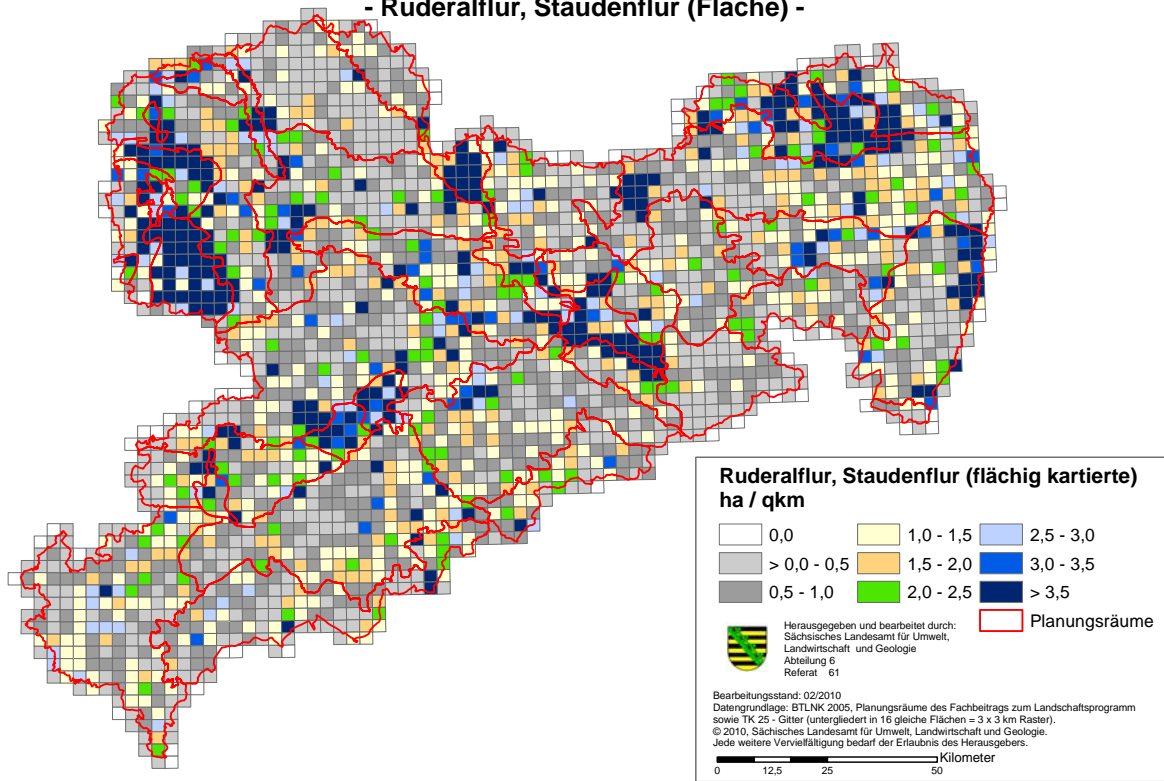 - Ruderalflur, Staudenflur (Fläche) -
Ruderalflur, Staudenflur (flächig kartierte)
ha / qkm
0,0
> 0,0 - 0,5
0,5 - 1,0
1,0 - 1,5
1,5 - 2,0
2,0 - 2,5
2,5 - 3,0
3,0 - 3,5
> 3,5
Planungsräume
Herausgegeben und bearbeitet durch:
Sächsisches Landesamt für Umwelt,
Landwirtschaft und Geologie
Abteilung 6
Referat 61
Bearbeitungsstand: 02/2010
Datengrundlage: BTLNK 2005, Planungsräume des Fachbeitrags zum Landschaftsprogramm
sowie TK 25 - Gitter (untergliedert in 16 gleiche Flächen = 3 x 3 km Raster).
© 2010, Sächisches Landesamt für Umwelt, Landwirtschaft und Geologie.
Jede weitere Vervielfältigung bedarf der Erlaubnis des Herausgebers.
Kilometer
0 12,5 25 50